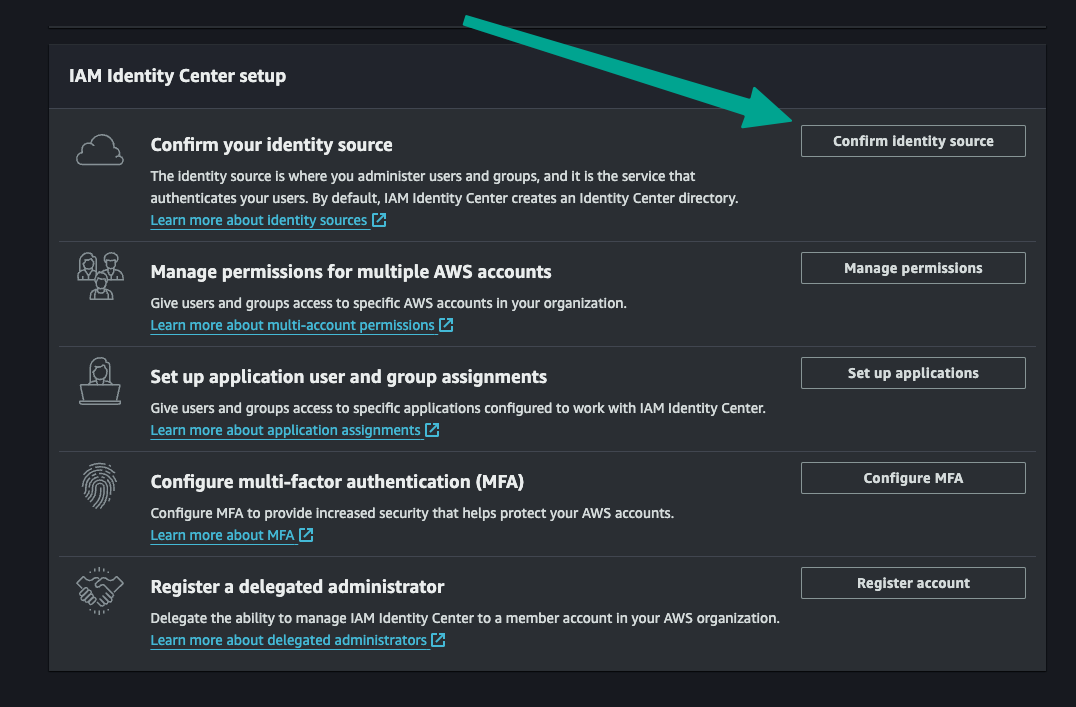 IAM Identity Center setup
Confirm your identity source
Confirm identity source
The identity source is where you administer users and groups, and it is the service that
authenticates your users. By default, IAM Identity Center creates an Identity Center directory.
Learn more about identity sources
Manage permissions for multiple AWS accounts
Manage permissions
Give users and groups access to specific AWS accounts in your organization.
Learn more about multi-account permissions
Set up application user and group assignments
Set up applications
Give users and groups access to specific applications configured to work with IAM Identity Center.
Learn more about application assignments
Configure multi-factor authentication (MFA)
Configure MFA
Configure MFA to provide increased security that helps protect your AWS accounts.
Learn more about MFA
Register a delegated administrator
Register account
Delegate the ability to manage IAM Identity Center to a member account in your AWS organization.
Learn more about delegated administrators